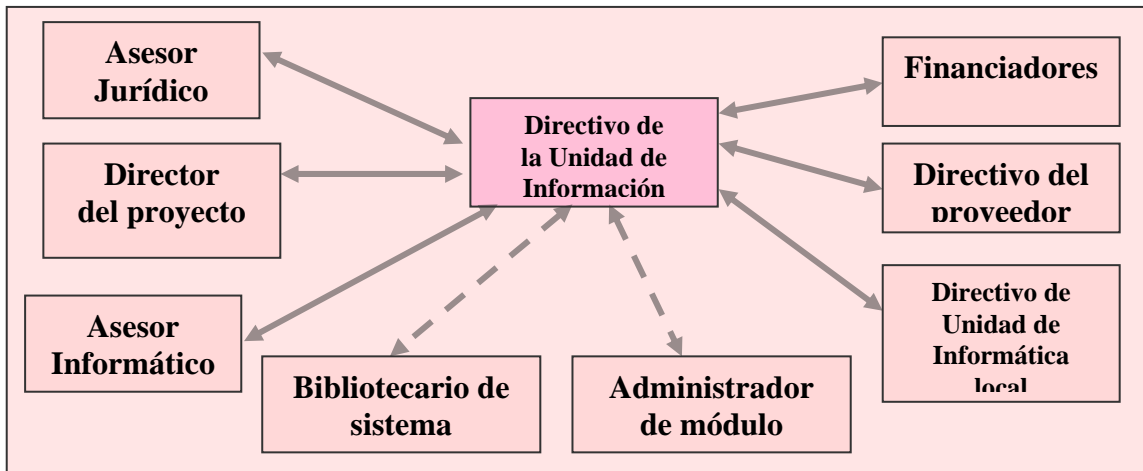 Asesor
Jurídico
Financiadores
Directivo de
la Unidad de
Información
Director
del proyecto
Directivo del
proveedor
Asesor
Informático
Directivo de
Unidad de
Informática
local
Bibliotecario de
sistema
Administrador
de módulo